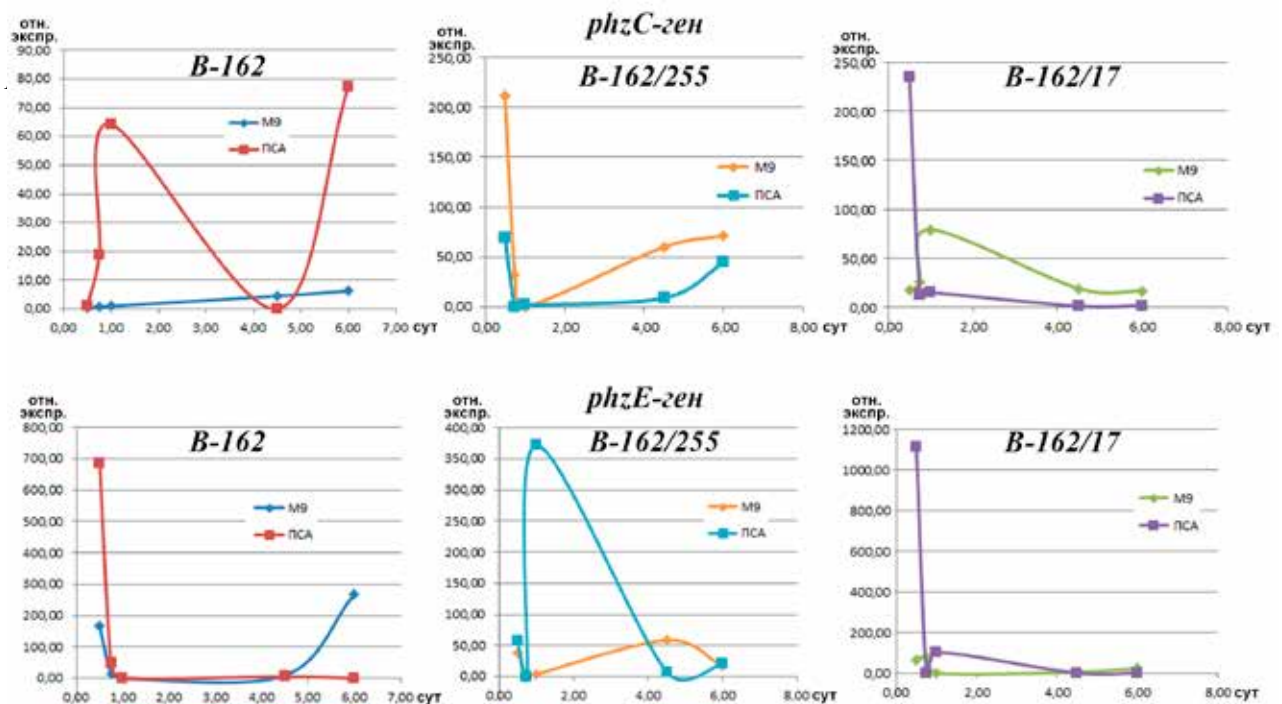 phzC-ген
отн.
экспр.
B-162
90,00
80,00
70,00
60,00
50,00
40,00
30,00
20,00
10,00
0,00
М9
ПСА
0,00 1,00 2,00 3,00 4,00 5,00 6,00 7,00 сут
отн.
экспр.
B-162/255
250,00
200,00
150,00
100,00
50,00
0,00
М9
ПСА
0,00 2,00 4,00 6,00 8,00 сут
отн.
экспр.
B-162/17
250,00
200,00
150,00
100,00
50,00
0,00
М9
ПСА
0,00 2,00 4,00 6,00 8,00 сут
phzE-ген
отн.
экспр.
B-162
800,00
700,00
600,00
500,00
400,00
300,00
200,00
100,00
0,00
М9
ПСА
0,00 1,00 2,00 3,00 4,00 5,00 6,00 7,00 сут
отн.
экспр.
B-162/255
400,00
350,00
300,00
250,00
200,00
150,00
100,00
50,00
0,00
М9
ПСА
0,00 2,00 4,00 6,00 8,00 сут
отн.
экспр.
B-162/17
1200,00
1000,00
800,00
600,00
400,00
200,00
0,00
М9
ПСА
0,00 2,00 4,00 6,00 8,00 сут